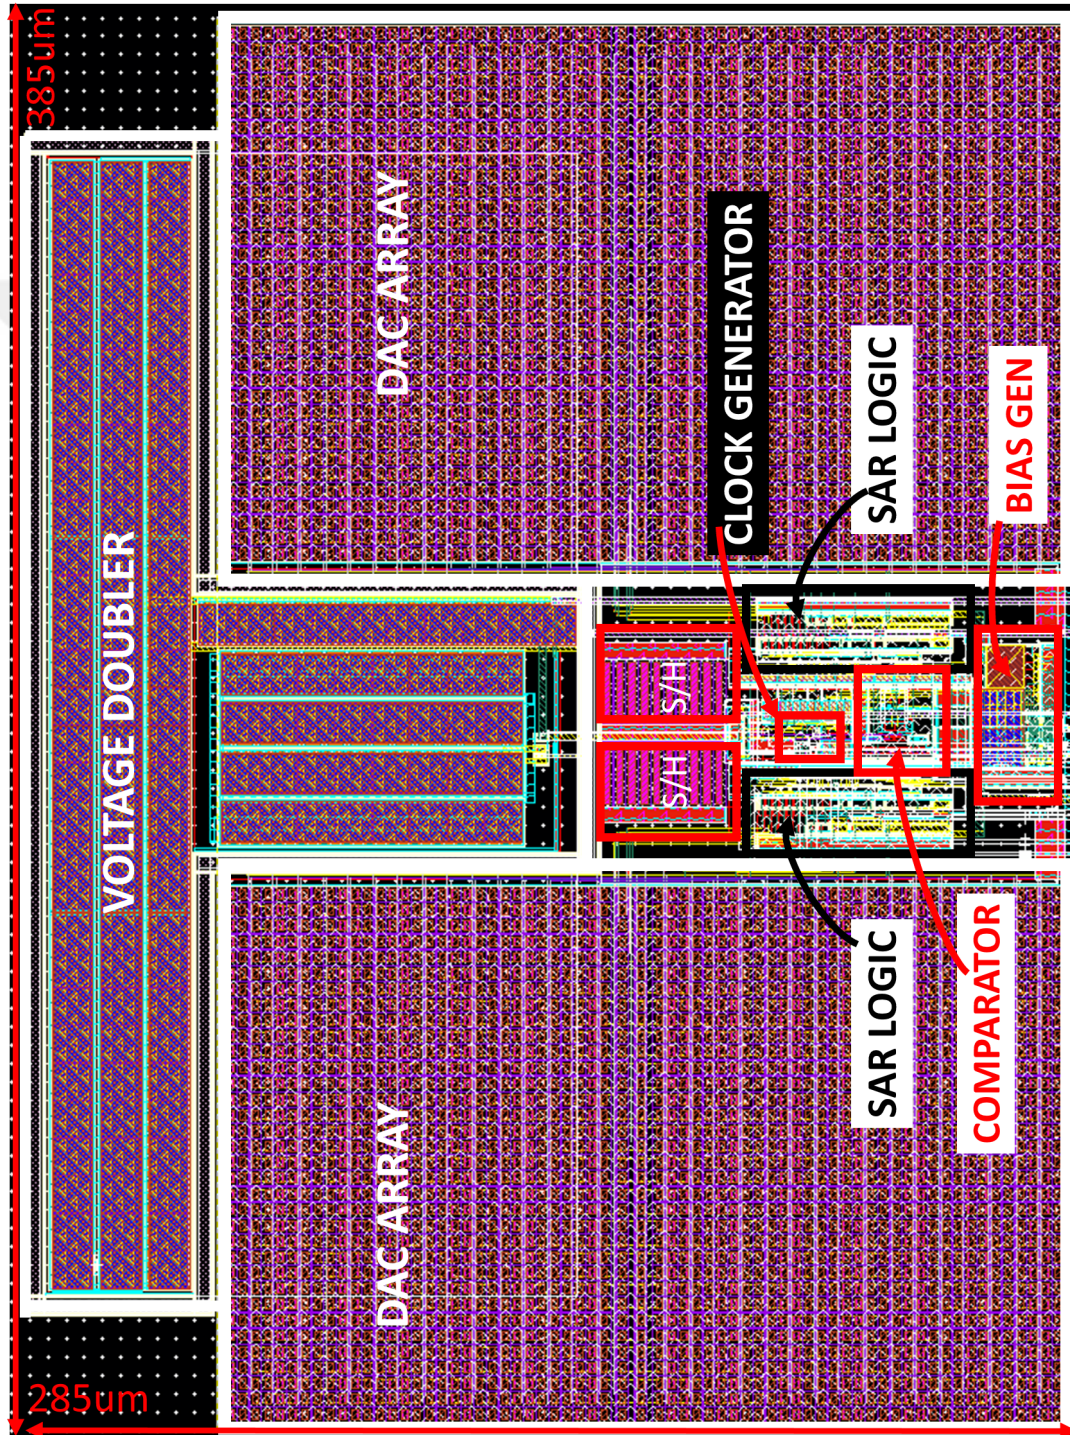 385um
285um
VOLTAGE DOUBLER
DAC ARRAY
DAC ARRAY
S/H
S/H
CLOCK GENERATOR
SAR LOGIC
SAR LOGIC
COMPARATOR
BIAS GEN